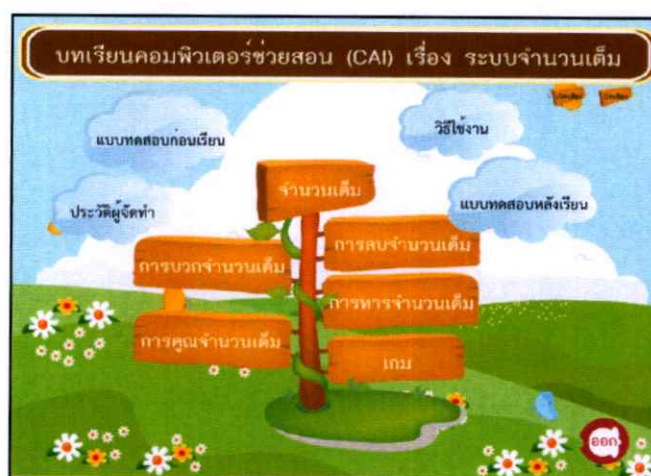 บทเรียนคอมพิวเตอร์ช่วยสอน (CAI) เรื่อง ระบบจำนวนเต็ม
แบบทดสอบก่อนเรียน
วิธีใช้งาน
จำนวนเต็ม
ประวัติผู้จัดทำ
แบบทดสอบหลังเรียน
การลบจำนวนเต็ม
การบวกจำนวนเต็ม
การหารจำนวนเต็ม
การคูณจำนวนเต็ม
เกม
ออก